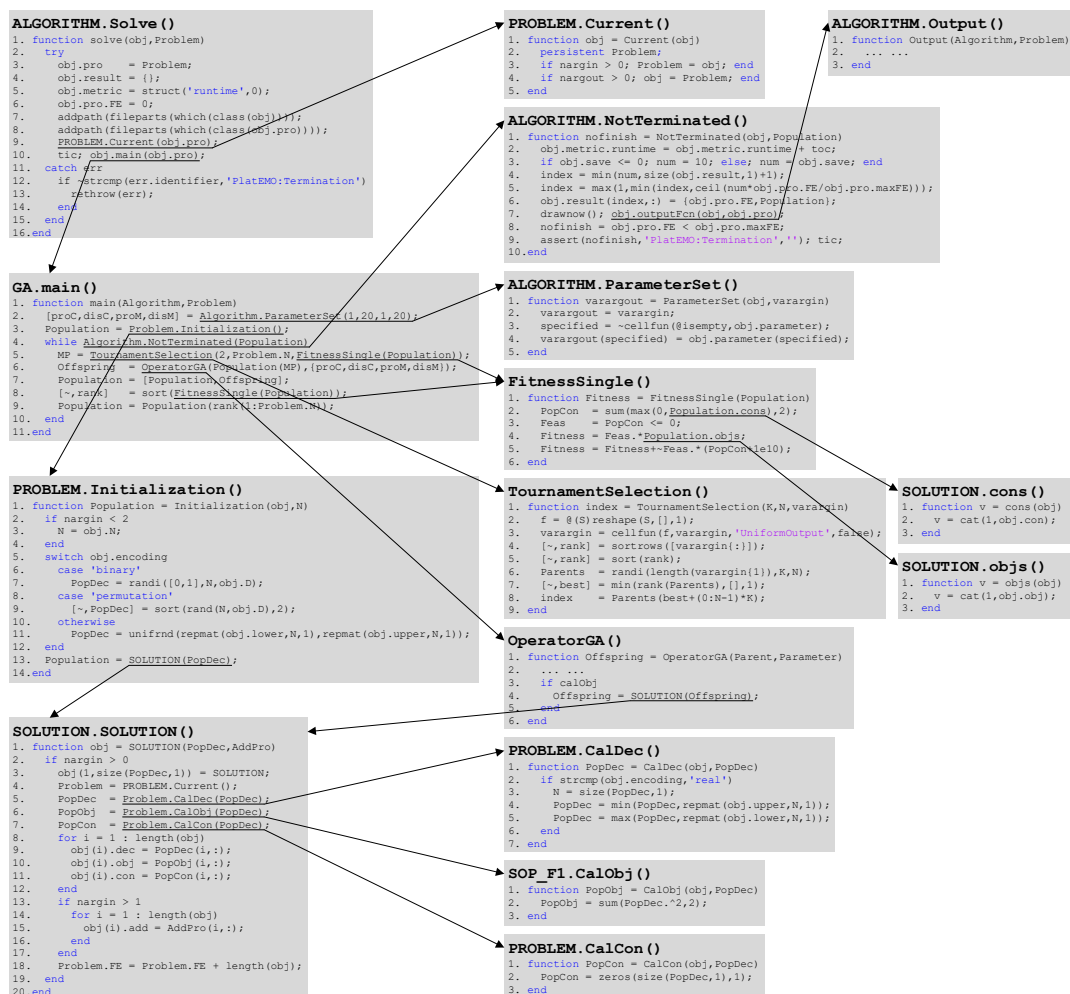 ALGORITHM.Solve()
1. function solve(obj,Problem)
2. try
3. obj.pro = Problem;
4. obj.result = {};
5. obj.metric = struct('runtime',0);
6. obj.pro.FE = 0;
7. addpath(fileparts(which(class(obj))));
8. addpath(fileparts(which(class(obj.pro))));
9. PROBLEM.Current(obj.pro);
10. tic; obj.main(obj.pro);
11. catch err
12. if ~strcmp(err.identifier,'PlatEMO:Termination')
13. rethrow(err);
14. end
15. end
16.end
GA.main()
1. function main(Algorithm,Problem)
2. [proC,disC,proM,disM] = Algorithm.ParameterSet(1,20,1,20);
3. Population = Problem.Initialization();
4. while Algorithm.NotTerminated(Population)
5. MP = TournamentSelection(2,Problem.N,FitnessSingle(Population));
6. Offspring = OperatorGA(Population(MP),{proC,disC,proM,disM});
7. Population = [Population,Offspring];
8. [~,rank] = sort(FitnessSingle(Population));
9. Population = Population(rank(1:Problem.N));
10. end
11.end
PROBLEM.Initialization()
1. function Population = Initialization(obj,N)
2. if nargin < 2
3. N = obj.N;
4. end
5. switch obj.encoding
6. case 'binary'
7. PopDec = randi([0,1],N,obj.D);
8. case 'permutation'
9. [~,PopDec] = sort(rand(N,obj.D),2);
10. otherwise
11. PopDec = unifrnd(repmat(obj.lower,N,1),repmat(obj.upper,N,1));
12. end
13. Population = SOLUTION(PopDec);
14.end
SOLUTION.SOLUTION()
1. function obj = SOLUTION(PopDec,AddPro)
2. if nargin > 0
3. obj(1,size(PopDec,1)) = SOLUTION;
4. Problem = PROBLEM.Current();
5. PopDec = Problem.CalDec(PopDec);
6. PopObj = Problem.CalObj(PopDec);
7. PopCon = Problem.CalCon(PopDec);
8. for i = 1 : length(obj)
9. obj(i).dec = PopDec(i,:);
10. obj(i).obj = PopObj(i,:);
11. obj(i).con = PopCon(i,:);
12. end
13. if nargin > 1
14. for i = 1 : length(obj)
15. obj(i).add = AddPro(i,:);
16. end
17. end
18. Problem.FE = Problem.FE + length(obj);
19. end
20.end
PROBLEM.Current()
1. function obj = Current(obj)
2. persistent Problem;
3. if nargin > 0; Problem = obj; end
4. if nargout > 0; obj = Problem; end
5. end
ALGORITHM.NotTerminated()
1. function nofinish = NotTerminated(obj,Population)
2. obj.metric.runtime = obj.metric.runtime + toc;
3. if obj.save <= 0; num = 10; else; num = obj.save; end
4. index = min(num,size(obj.result,1)+1);
5. index = max(1,min(index,ceil(num*obj.pro.FE/obj.pro.maxFE)));
6. obj.result(index,:) = {obj.pro.FE,Population};
7. drawnow(); obj.outputFcn(obj,obj.pro);
8. nofinish = obj.pro.FE < obj.pro.maxFE;
9. assert(nofinish,'PlatEMO:Termination',''); tic;
10.end
ALGORITHM.ParameterSet()
1. function varargout = ParameterSet(obj,varargin)
2. varargout = varargin;
3. specified = ~cellfun(@isempty,obj.parameter);
4. varargout(specified) = obj.parameter(specified);
5. end
FitnessSingle()
1. function Fitness = FitnessSingle(Population)
2. PopCon = sum(max(0,Population.cons),2);
3. Feas = PopCon <= 0;
4. Fitness = Feas.*Population.objs;
5. Fitness = Fitness+~Feas.*(PopCon+1e10);
6. end
TournamentSelection()
1. function index = TournamentSelection(K,N,varargin)
2. f = @(S)reshape(S,[],1);
3. varargin = cellfun(f,varargin,'UniformOutput',false);
4. [~,rank] = sortrows([varargin{:}]);
5. [~,rank] = sort(rank);
6. Parents = randi(length(varargin{1}),K,N);
7. [~,best] = min(rank(Parents),[],1);
8. index = Parents(best+(0:N-1)*K);
9. end
OperatorGA()
1. function Offspring = OperatorGA(Parent,Parameter)
2. ... ...
3. if calObj
4. Offspring = SOLUTION(Offspring);
5. end
6. end
PROBLEM.CalDec()
1. function PopDec = CalDec(obj,PopDec)
2. if strcmp(obj.encoding,'real')
3. N = size(PopDec,1);
4. PopDec = min(PopDec,repmat(obj.upper,N,1));
5. PopDec = max(PopDec,repmat(obj.lower,N,1));
6. end
7. end
SOP_F1.CalObj()
1. function PopObj = CalObj(obj,PopDec)
2. PopObj = sum(PopDec.^2,2);
3. end
PROBLEM.CalCon()
1. function PopCon = CalCon(obj,PopDec)
2. PopCon = zeros(size(PopDec,1),1);
3. end
ALGORITHM.Output()
1. function Output(Algorithm,Problem)
2. ... ...
3. end
SOLUTION.cons()
1. function v = cons(obj)
2. v = cat(1,obj.con);
3. end
SOLUTION.objs()
1. function v = objs(obj)
2. v = cat(1,obj.obj);
3. end